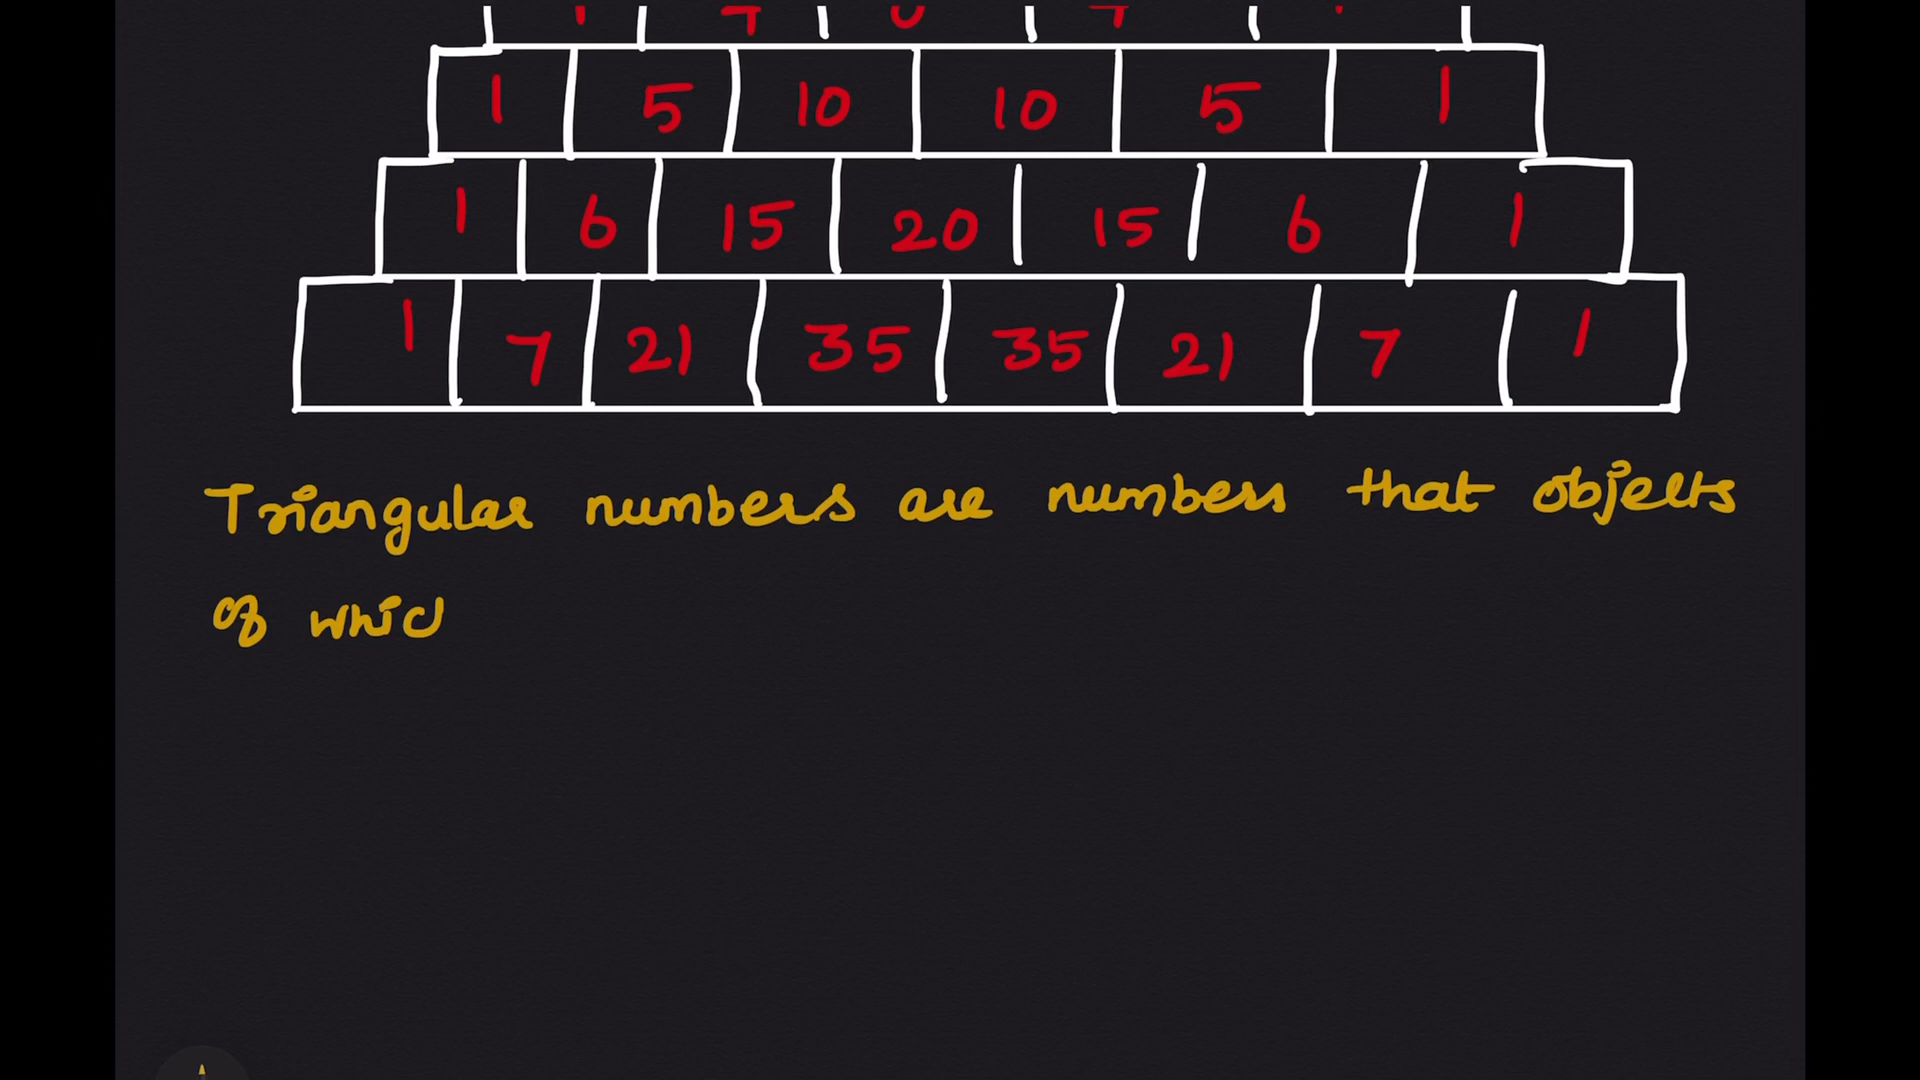 1 5 10 10 5 1
1 6 15 20 15 6 1
1 7 21 35 35 21 7 1
Triangular numbers are numbers that objects
of whic